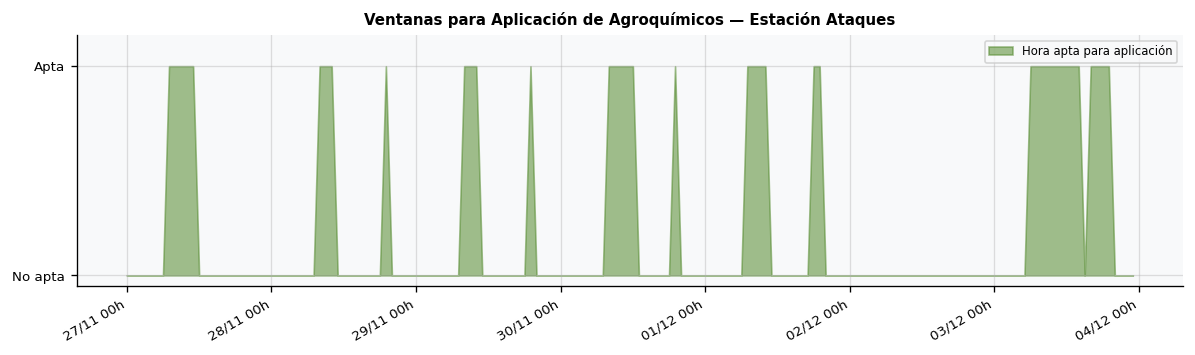 Ventanas para Aplicación de Agroquímicos — Estación Ataques
Hora apta para aplicación
Apta
No apta
27/11 00h
28/11 00h
29/11 00h
30/11 00h
01/12 00h
02/12 00h
03/12 00h
04/12 00h